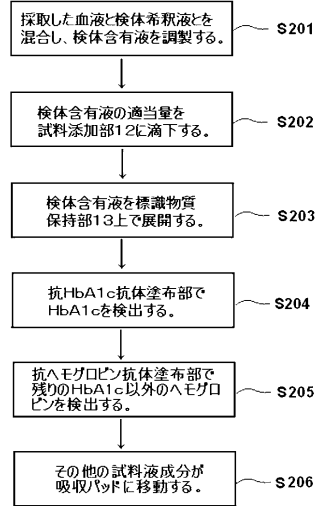 採取した血液と検体希釈液とを
混合し、検体含有液を調製する。
S201
検体含有液の適当量を
試料添加部12に滴下する。
S202
検体含有液を標識物質
保持部13上で展開する。
S203
抗HbA1c抗体塗布部で
HbA1cを検出する。
S204
抗ヘモグロビン抗体塗布部で
残りのHbA1c以外のヘモグロ
ビンを検出する。
S205
その他の試料液成分が
吸収パッドに移動する。
S206